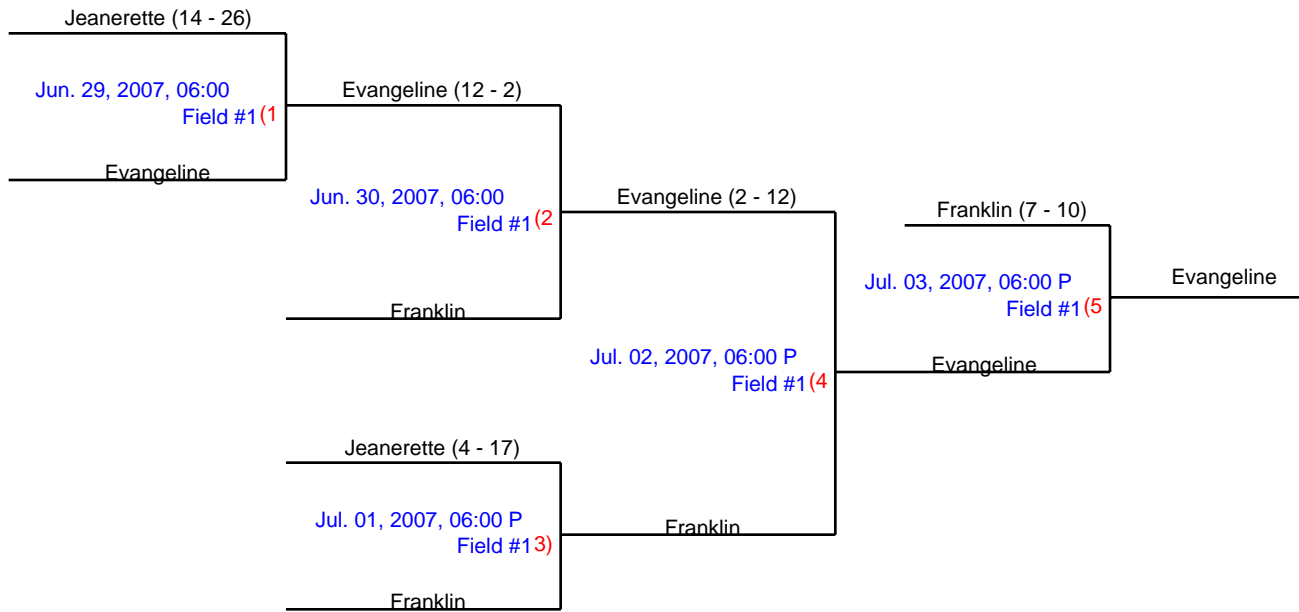 Jeanerette (14 - 26)
Jun. 29, 2007, 06:00
Field #1(1
Evangeline
Evangeline (12 - 2)
Jun. 30, 2007, 06:00
Field #1(2
Franklin
Evangeline (2 - 12)
Jul. 02, 2007, 06:00 P
Field #1(4
Jeanerette (4 - 17)
Jul. 01, 2007, 06:00 P
Field #13)
Franklin
Franklin
Franklin (7 - 10)
Jul. 03, 2007, 06:00 P
Field #1(5
Evangeline
Evangeline